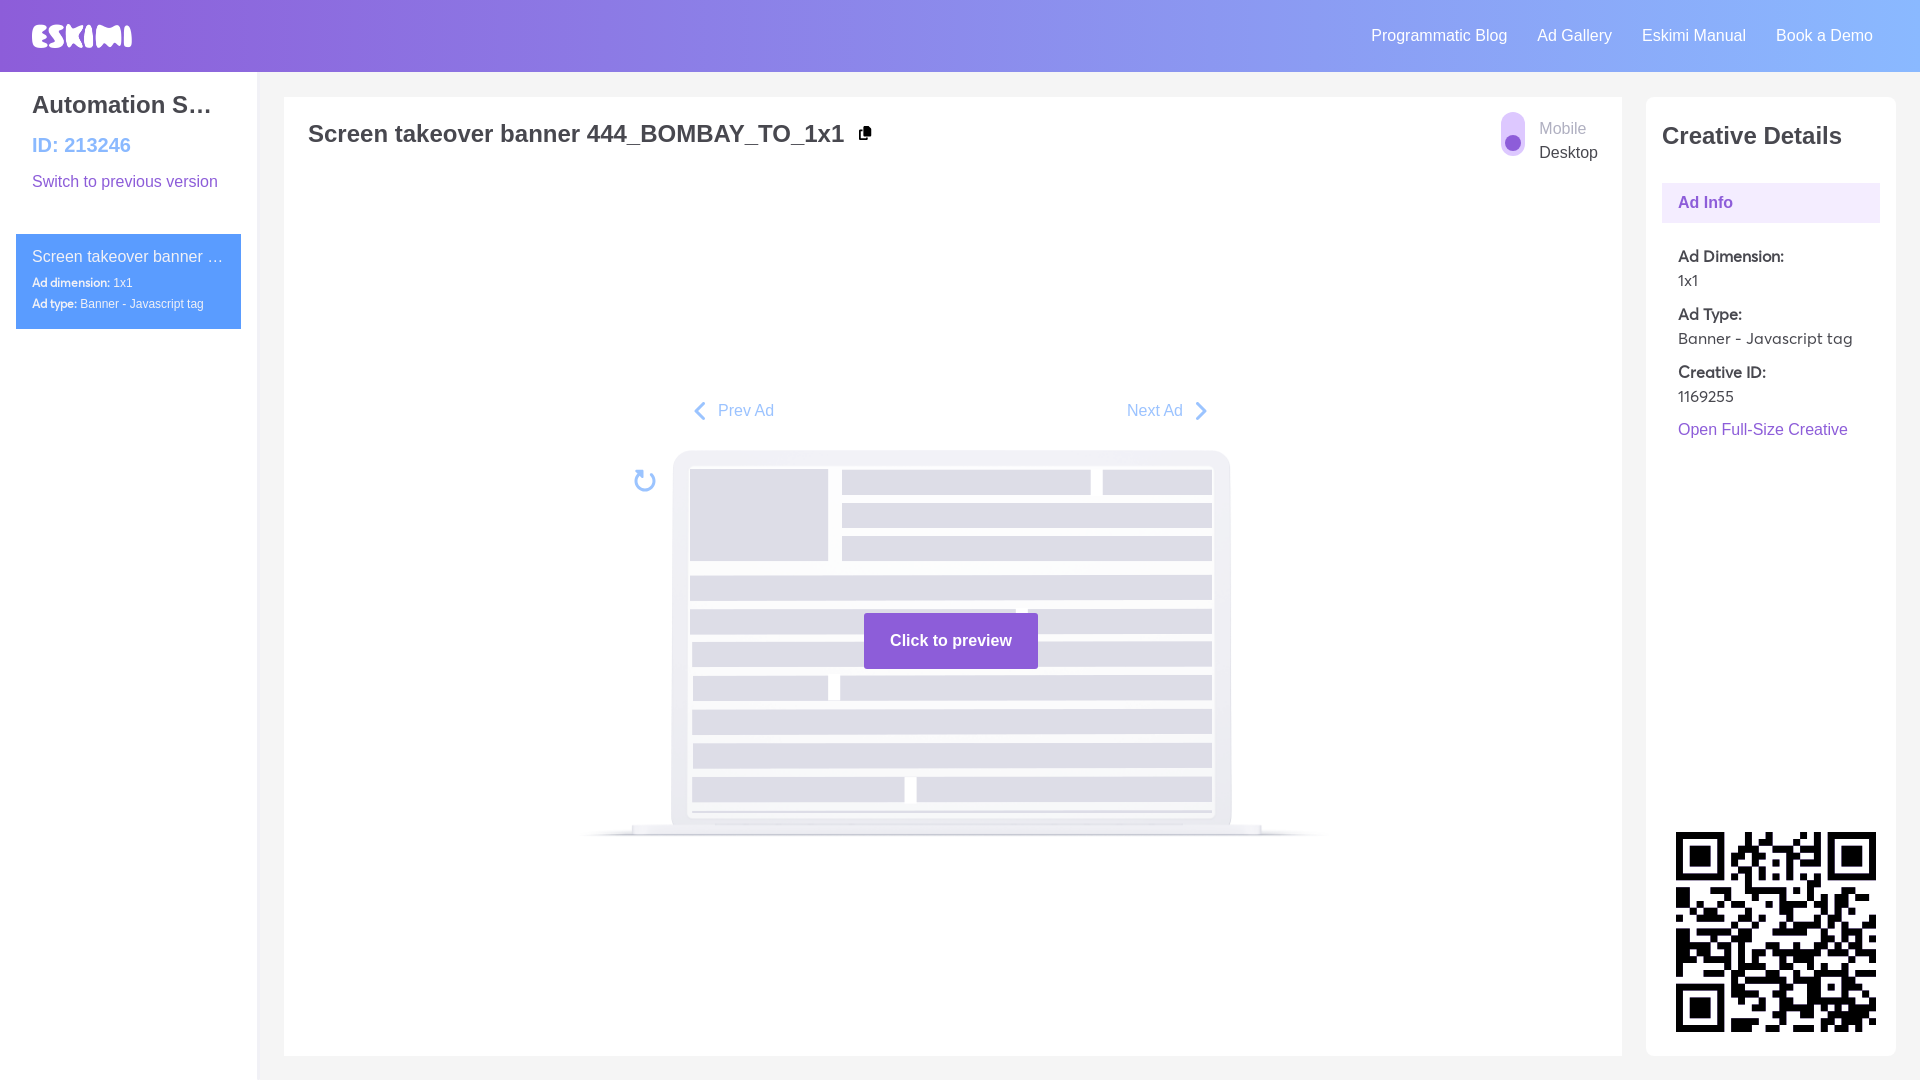 ESKIMI
Programmatic Blog
Ad Gallery
Eskimi Manual
Book a Demo
Automation S...
ID: 213246
Switch to previous version
Screen takeover banner ...
Ad dimension: 1x1
Ad type: Banner - Javascript tag
Screen takeover banner 444_BOMBAY_TO_1x1
Mobile
Desktop
Prev Ad
Next Ad
Click to preview
Creative Details
Ad Info
Ad Dimension:
1x1
Ad Type:
Banner - Javascript tag
Creative ID:
1169255
Open Full-Size Creative